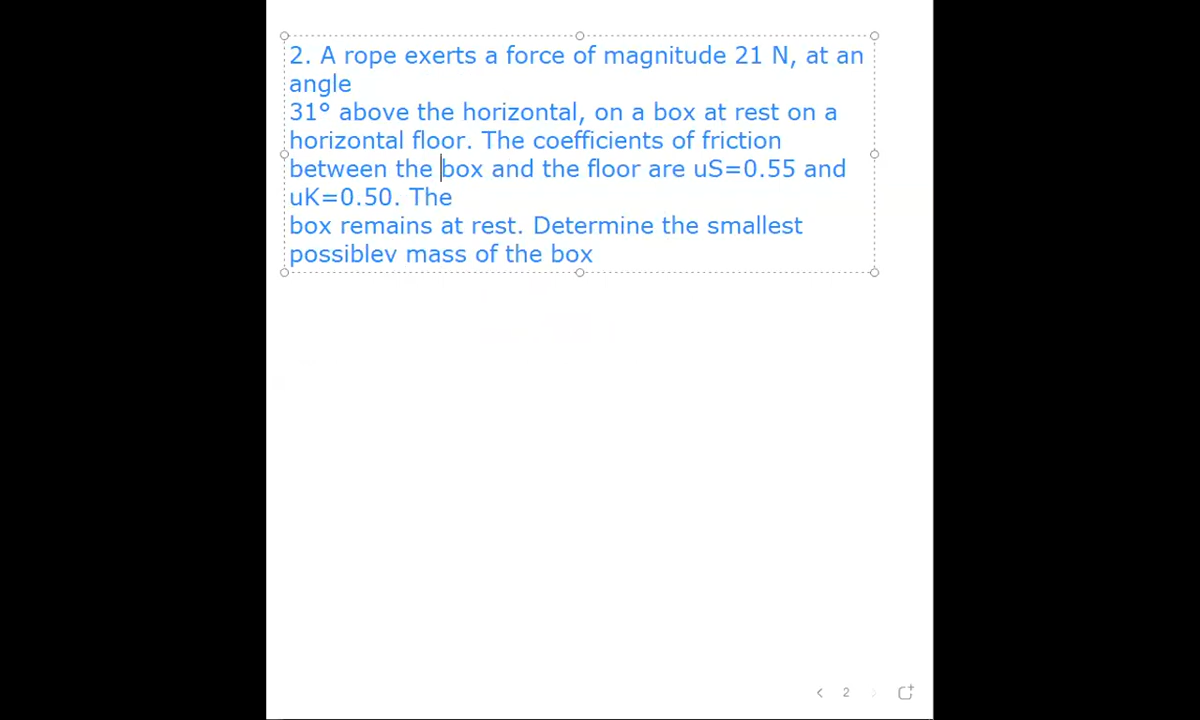 2. A rope exerts a force of magnitude 21 N, at an
angle
31° above the horizontal, on a box at rest on a
horizontal floor. The coefficients of friction
between the box and the floor are uS=0.55 and
uK=0.50. The
box remains at rest. Determine the smallest
possiblev mass of the box
2